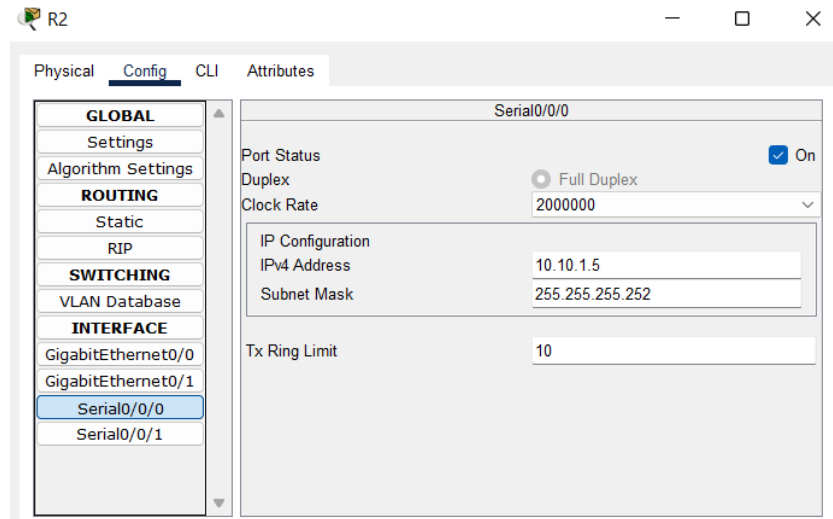 R2
Physical Config CLI Attributes
GLOBAL
Settings
Algorithm Settings
ROUTING
Static
RIP
SWITCHING
VLAN Database
INTERFACE
GigabitEthernet0/0
GigabitEthernet0/1
Serial0/0/0
Serial0/0/1
Serial0/0/0
Port Status On
Duplex Full Duplex
Clock Rate 2000000
IP Configuration
IPv4 Address 10.10.1.5
Subnet Mask 255.255.255.252
Tx Ring Limit 10